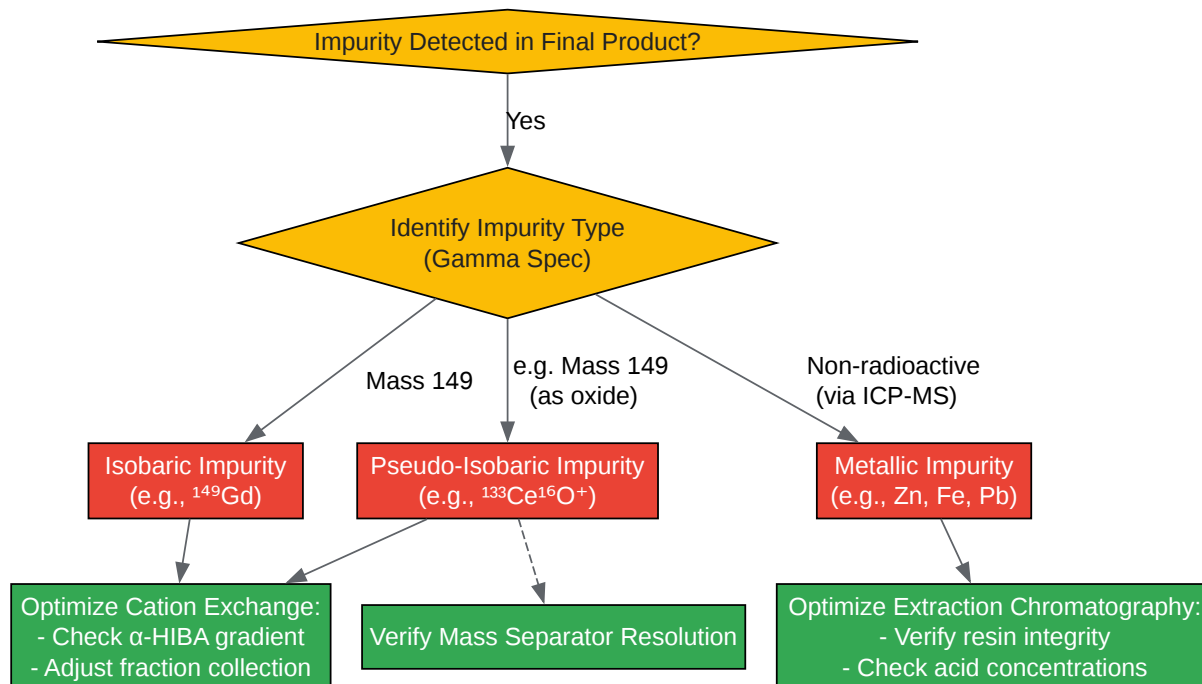 Impurity Detected in Final Product?
Yes
Identify Impurity Type
(Gamma Spec)
Mass 149
e.g. Mass 149
(as oxide)
Non-radioactive
(via ICP-MS)
Isobaric Impurity
(e.g., ¹⁴⁹Gd)
Pseudo-Isobaric Impurity
(e.g., ¹³³Ce¹⁶O⁺)
Metallic Impurity
(e.g., Zn, Fe, Pb)
Optimize Cation Exchange:
- Check α-HIBA gradient
- Adjust fraction collection
Verify Mass Separator Resolution
Optimize Extraction Chromatography:
- Verify resin integrity
- Check acid concentrations